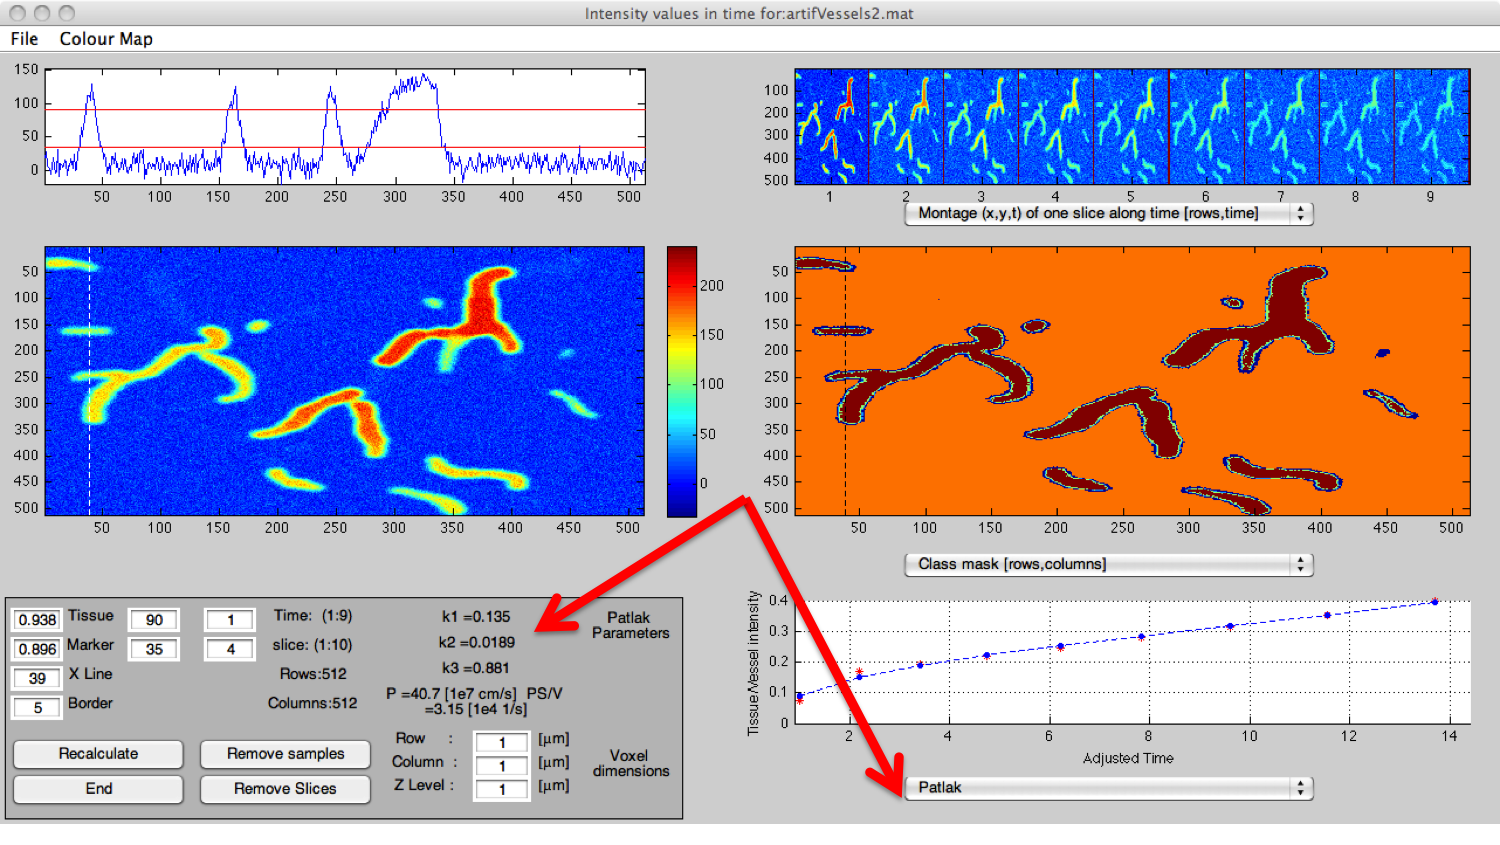 Intensity values in time for:artifVessels2.mat
File Colour Map
150
100
50
0
50 100 150 200 250 300 350 400 450 500
100
200
300
400
500
1 2 3 4 5 6 7 8 9
Montage (x,y,t) of one slice along time [rows,time]
50
100
150
200
250
300
350
400
450
500
50 100 150 200 250 300 350 400 450 500
200
150
100
50
0
50
100
150
200
250
300
350
400
450
500
50 100 150 200 250 300 350 400 450 500
Class mask [rows,columns]
0.938 Tissue 90 1 Time: (1:9)
0.896 Marker 35 4 slice: (1:10)
39 X Line Rows:512
5 Border Columns:512
k1 =0.135
k2 =0.0189
k3 =0.881
P =40.7 [1e7 cm/s] PS/V
=3.15 [1e4 1/s]
Patlak
Parameters
Recalculate Remove samples
End Remove Slices
Row : 1 [µm]
Column : 1 [µm]
Z Level : 1 [µm]
Voxel
dimensions
Tissue/Vessel intensity
0.4
0.3
0.2
0.1
0
2 4 6 8 10 12 14
Adjusted Time
Patlak